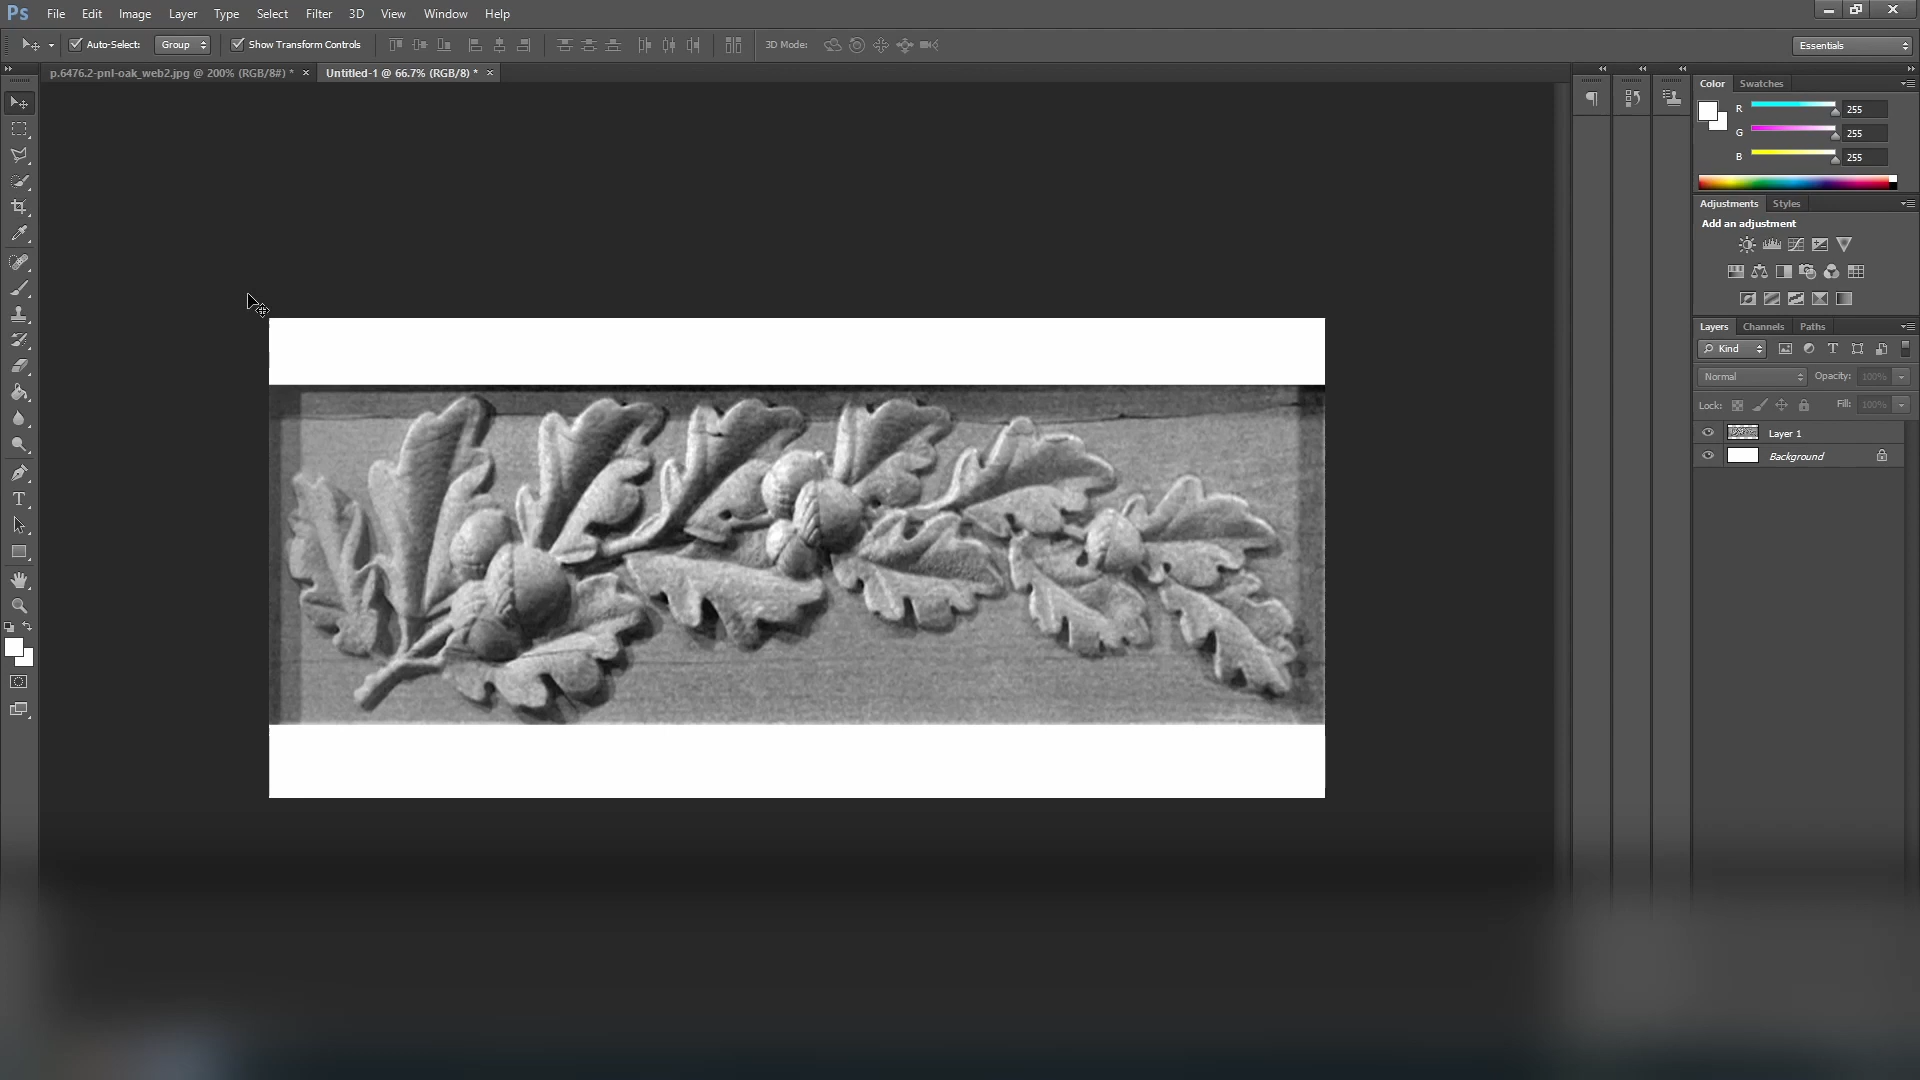 Ps File Edit Image Layer Type Select Filter 3D View Window Help
Auto-Select: Group Show Transform Controls 3D Mode: Essentials
p.6476.2-pnl-oak_web2.jpg @ 200% (RGB/8#) * × Untitled-1 @ 66.7% (RGB/8) * ×
Color Swatches
R 255
G 255
B 255
Adjustments Styles
Add an adjustment
Layers Channels Paths
Kind
Normal Opacity: 100%
Lock: Fill: 100%
Layer 1
Background